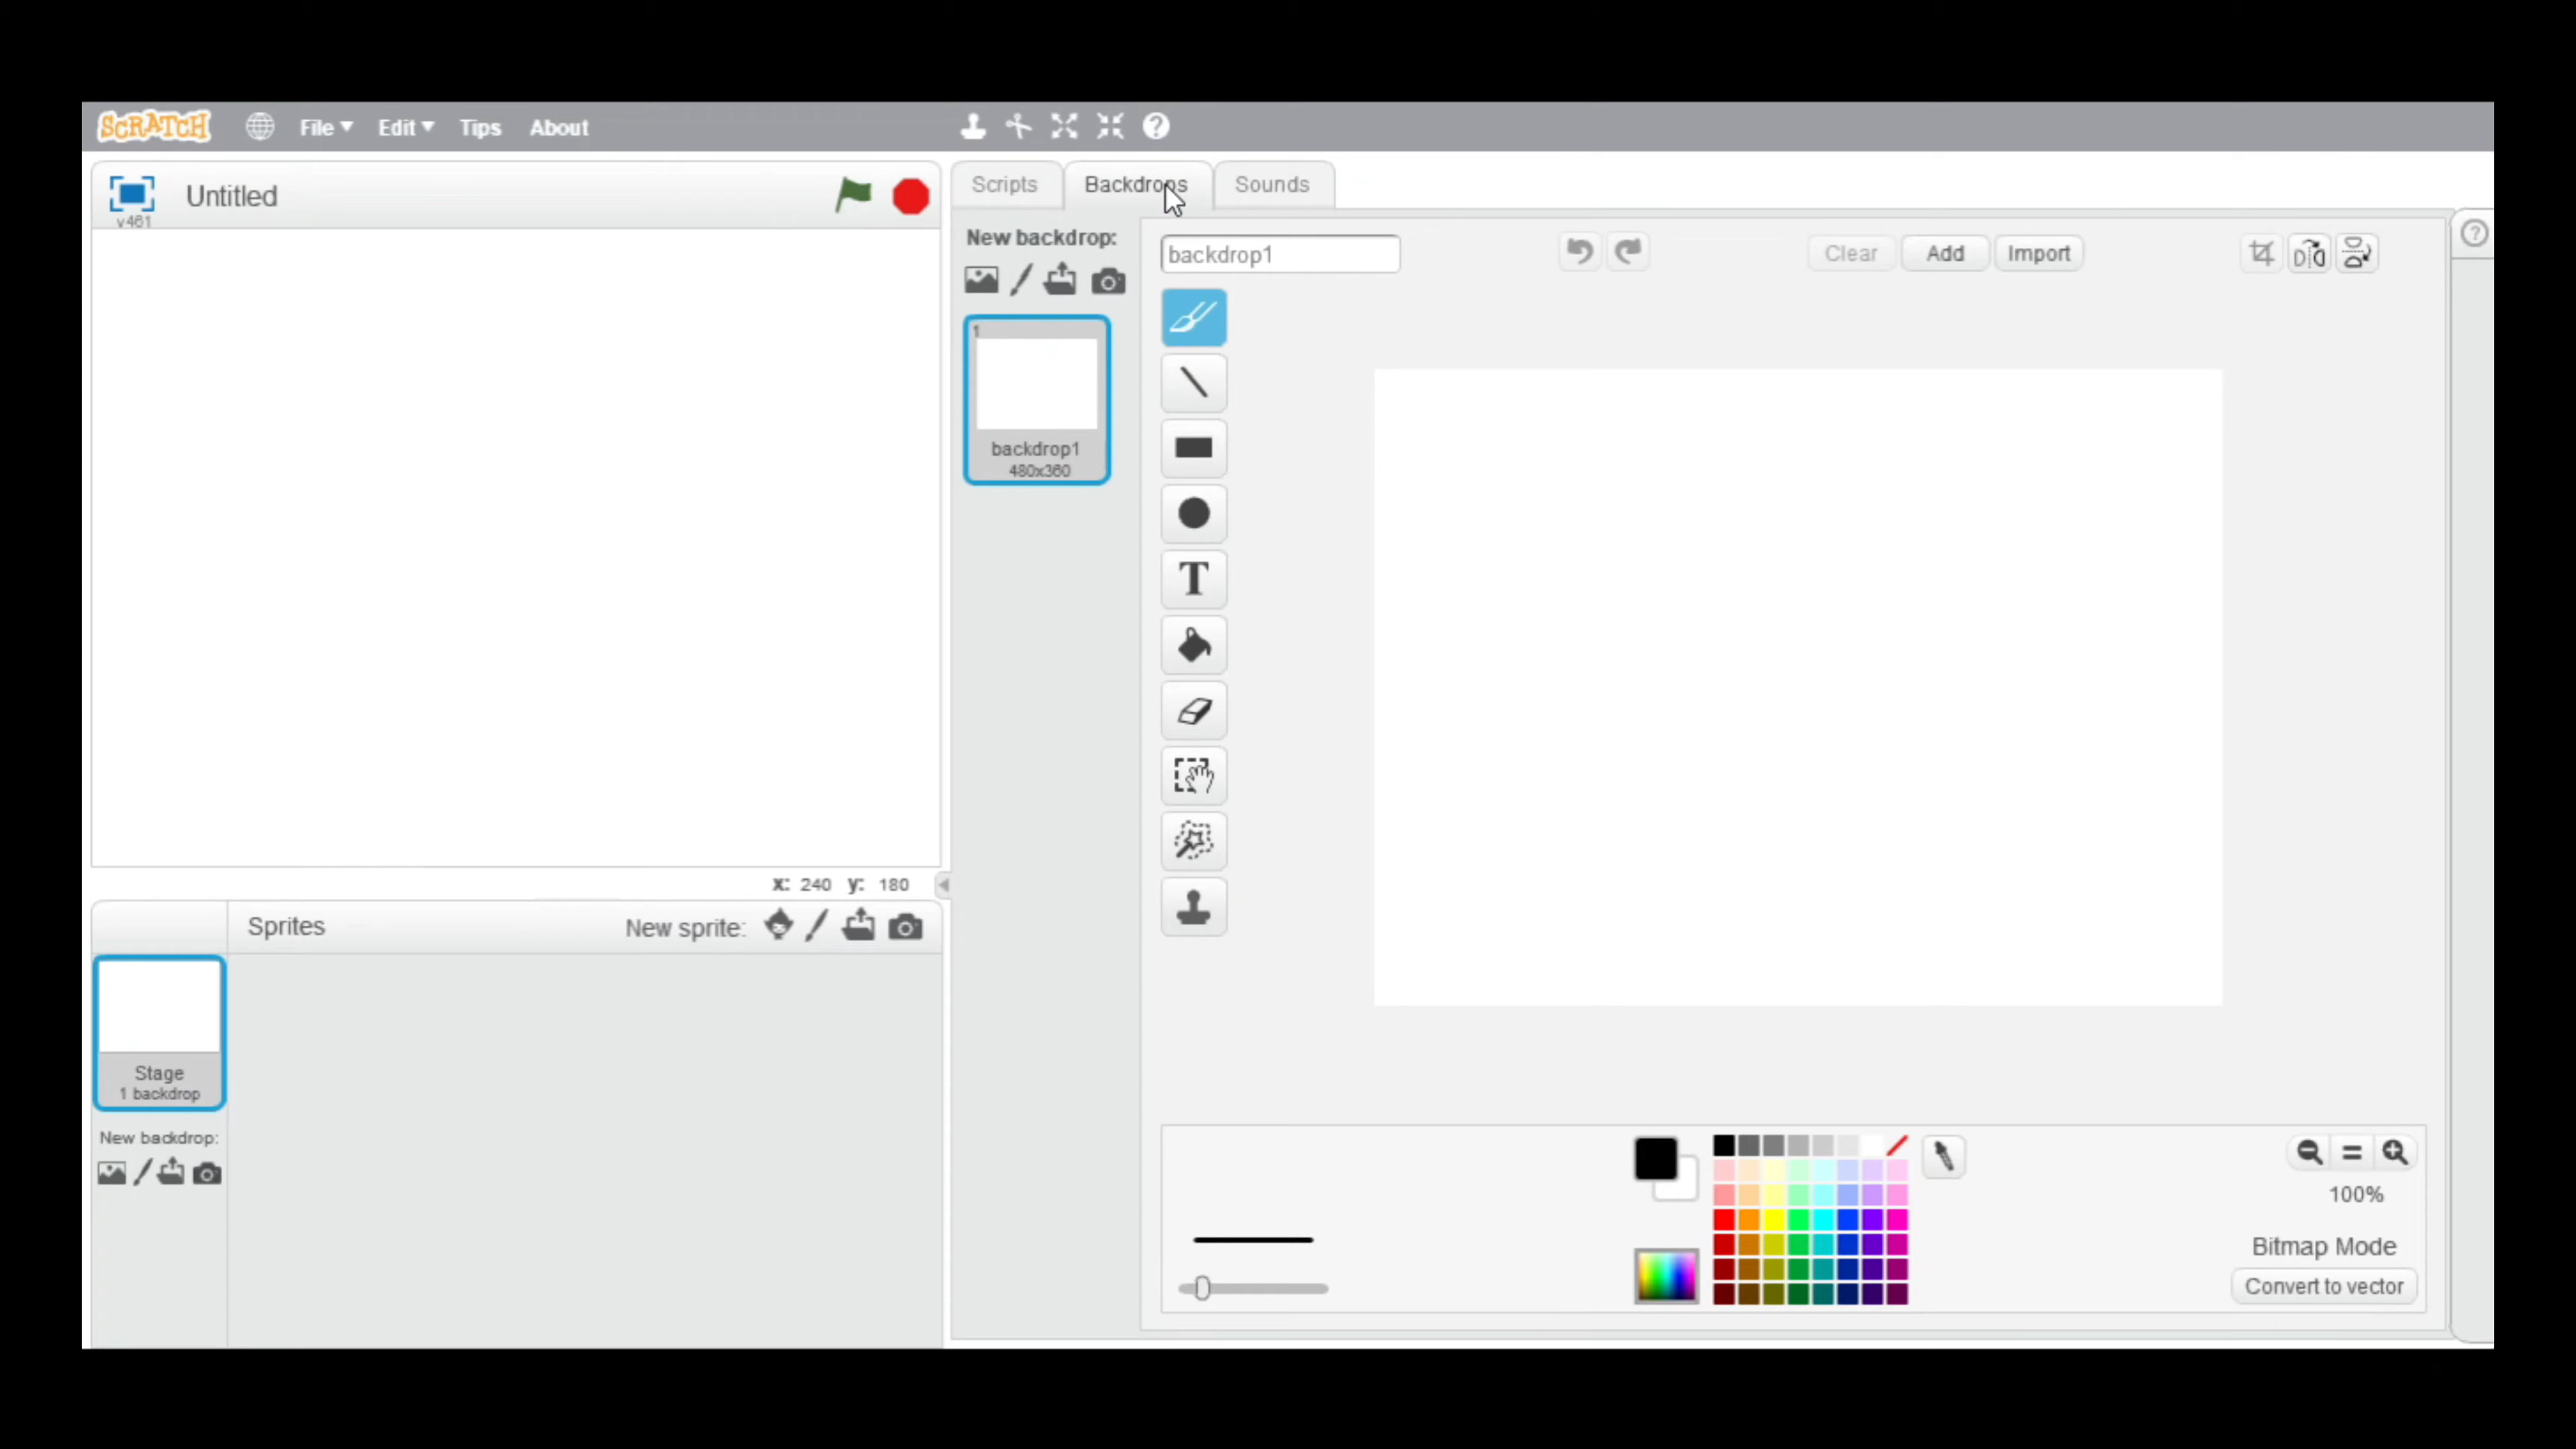 SCRATCH File Edit Tips About
v461 Untitled
Scripts Backdrops Sounds
New backdrop:
backdrop1 Clear Add Import
1
backdrop1
480x360
T
x: 240 y: 180
Sprites New sprite:
Stage
1 backdrop
New backdrop:
100%
Bitmap Mode
Convert to vector